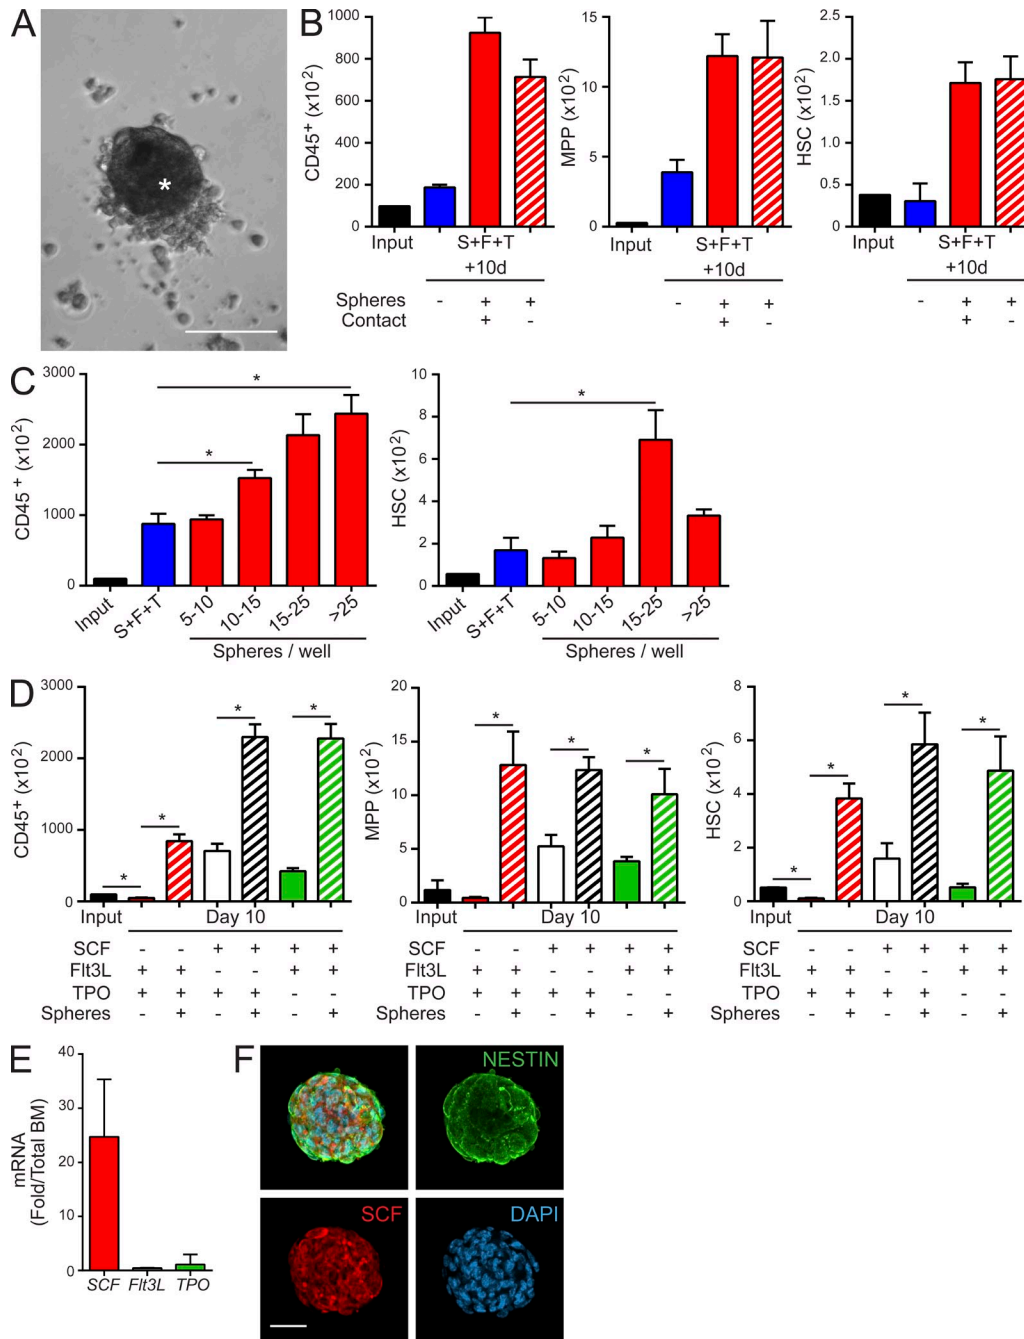 A
B
CD45+ (x102)
1000
800
600
400
200
0
Input
S+F+T
+10d
Spheres - + +
Contact + -
MPP (x102)
15
10
5
0
Input
S+F+T
+10d
- + +
+ -
HSC (x102)
2.5
2.0
1.5
1.0
0.5
0
Input
S+F+T
+10d
- + +
+ -
C
CD45 + (x102)
3000
2000
1000
0
*
*
Input S+F+T 5-10 10-15 15-25 >25
Spheres / well
HSC (x102)
10
8
6
4
2
0
*
Input S+F+T 5-10 10-15 15-25 >25
Spheres / well
D
CD45+ (x102)
3000
2000
1000
0
* * * *
Input Day 10
SCF - - + + + +
Flt3L + + - - + +
TPO + + + + - -
Spheres - + - + - +
MPP (x102)
20
15
10
5
0
* * *
Input Day 10
SCF - - + + + +
Flt3L + + - - + +
TPO + + + + - -
Spheres - + - + - +
HSC (x102)
8
6
4
2
0
* * * *
Input Day 10
SCF - - + + + +
Flt3L + + - - + +
TPO + + + + - -
Spheres - + - + - +
E
mRNA
(Fold/Total BM)
40
30
20
10
0
SCF Flt3L TPO
F
NESTIN
SCF
DAPI